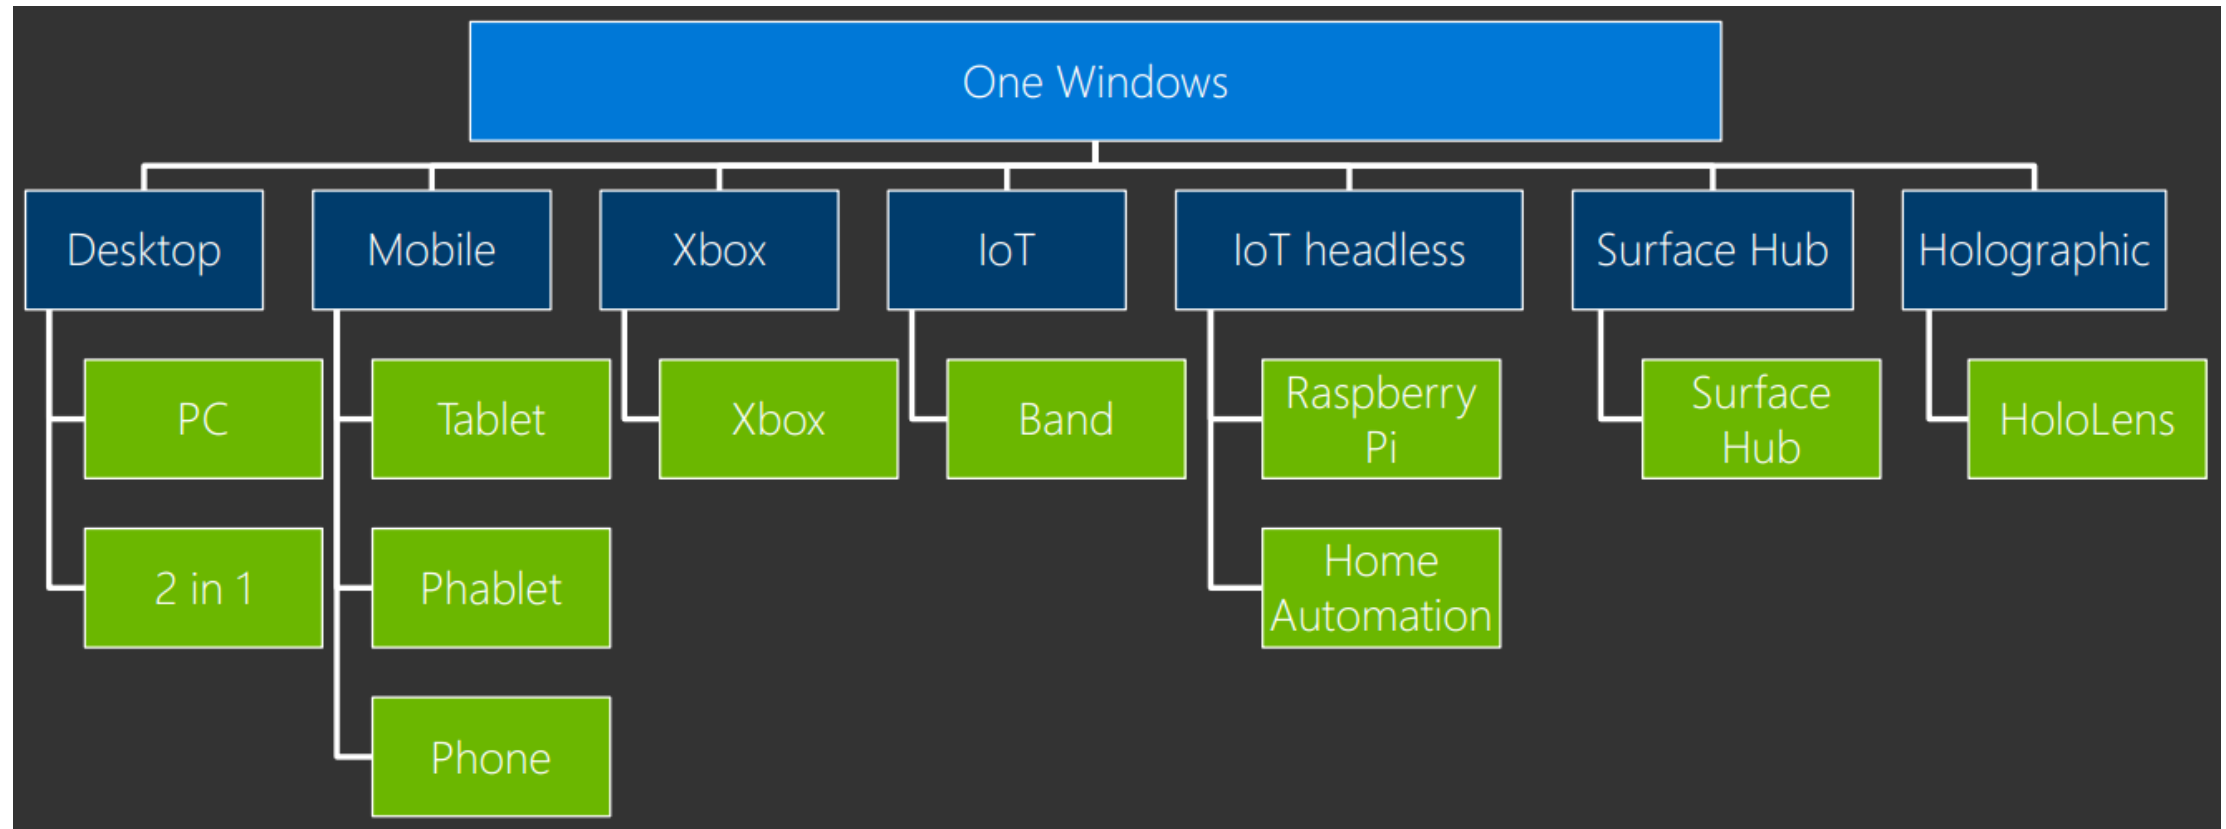 One Windows
Desktop
Mobile
Xbox
IoT
IoT headless
Surface Hub
Holographic
PC
Tablet
Xbox
Band
Raspberry
Pi
Surface
Hub
HoloLens
2 in 1
Phablet
Home
Automation
Phone